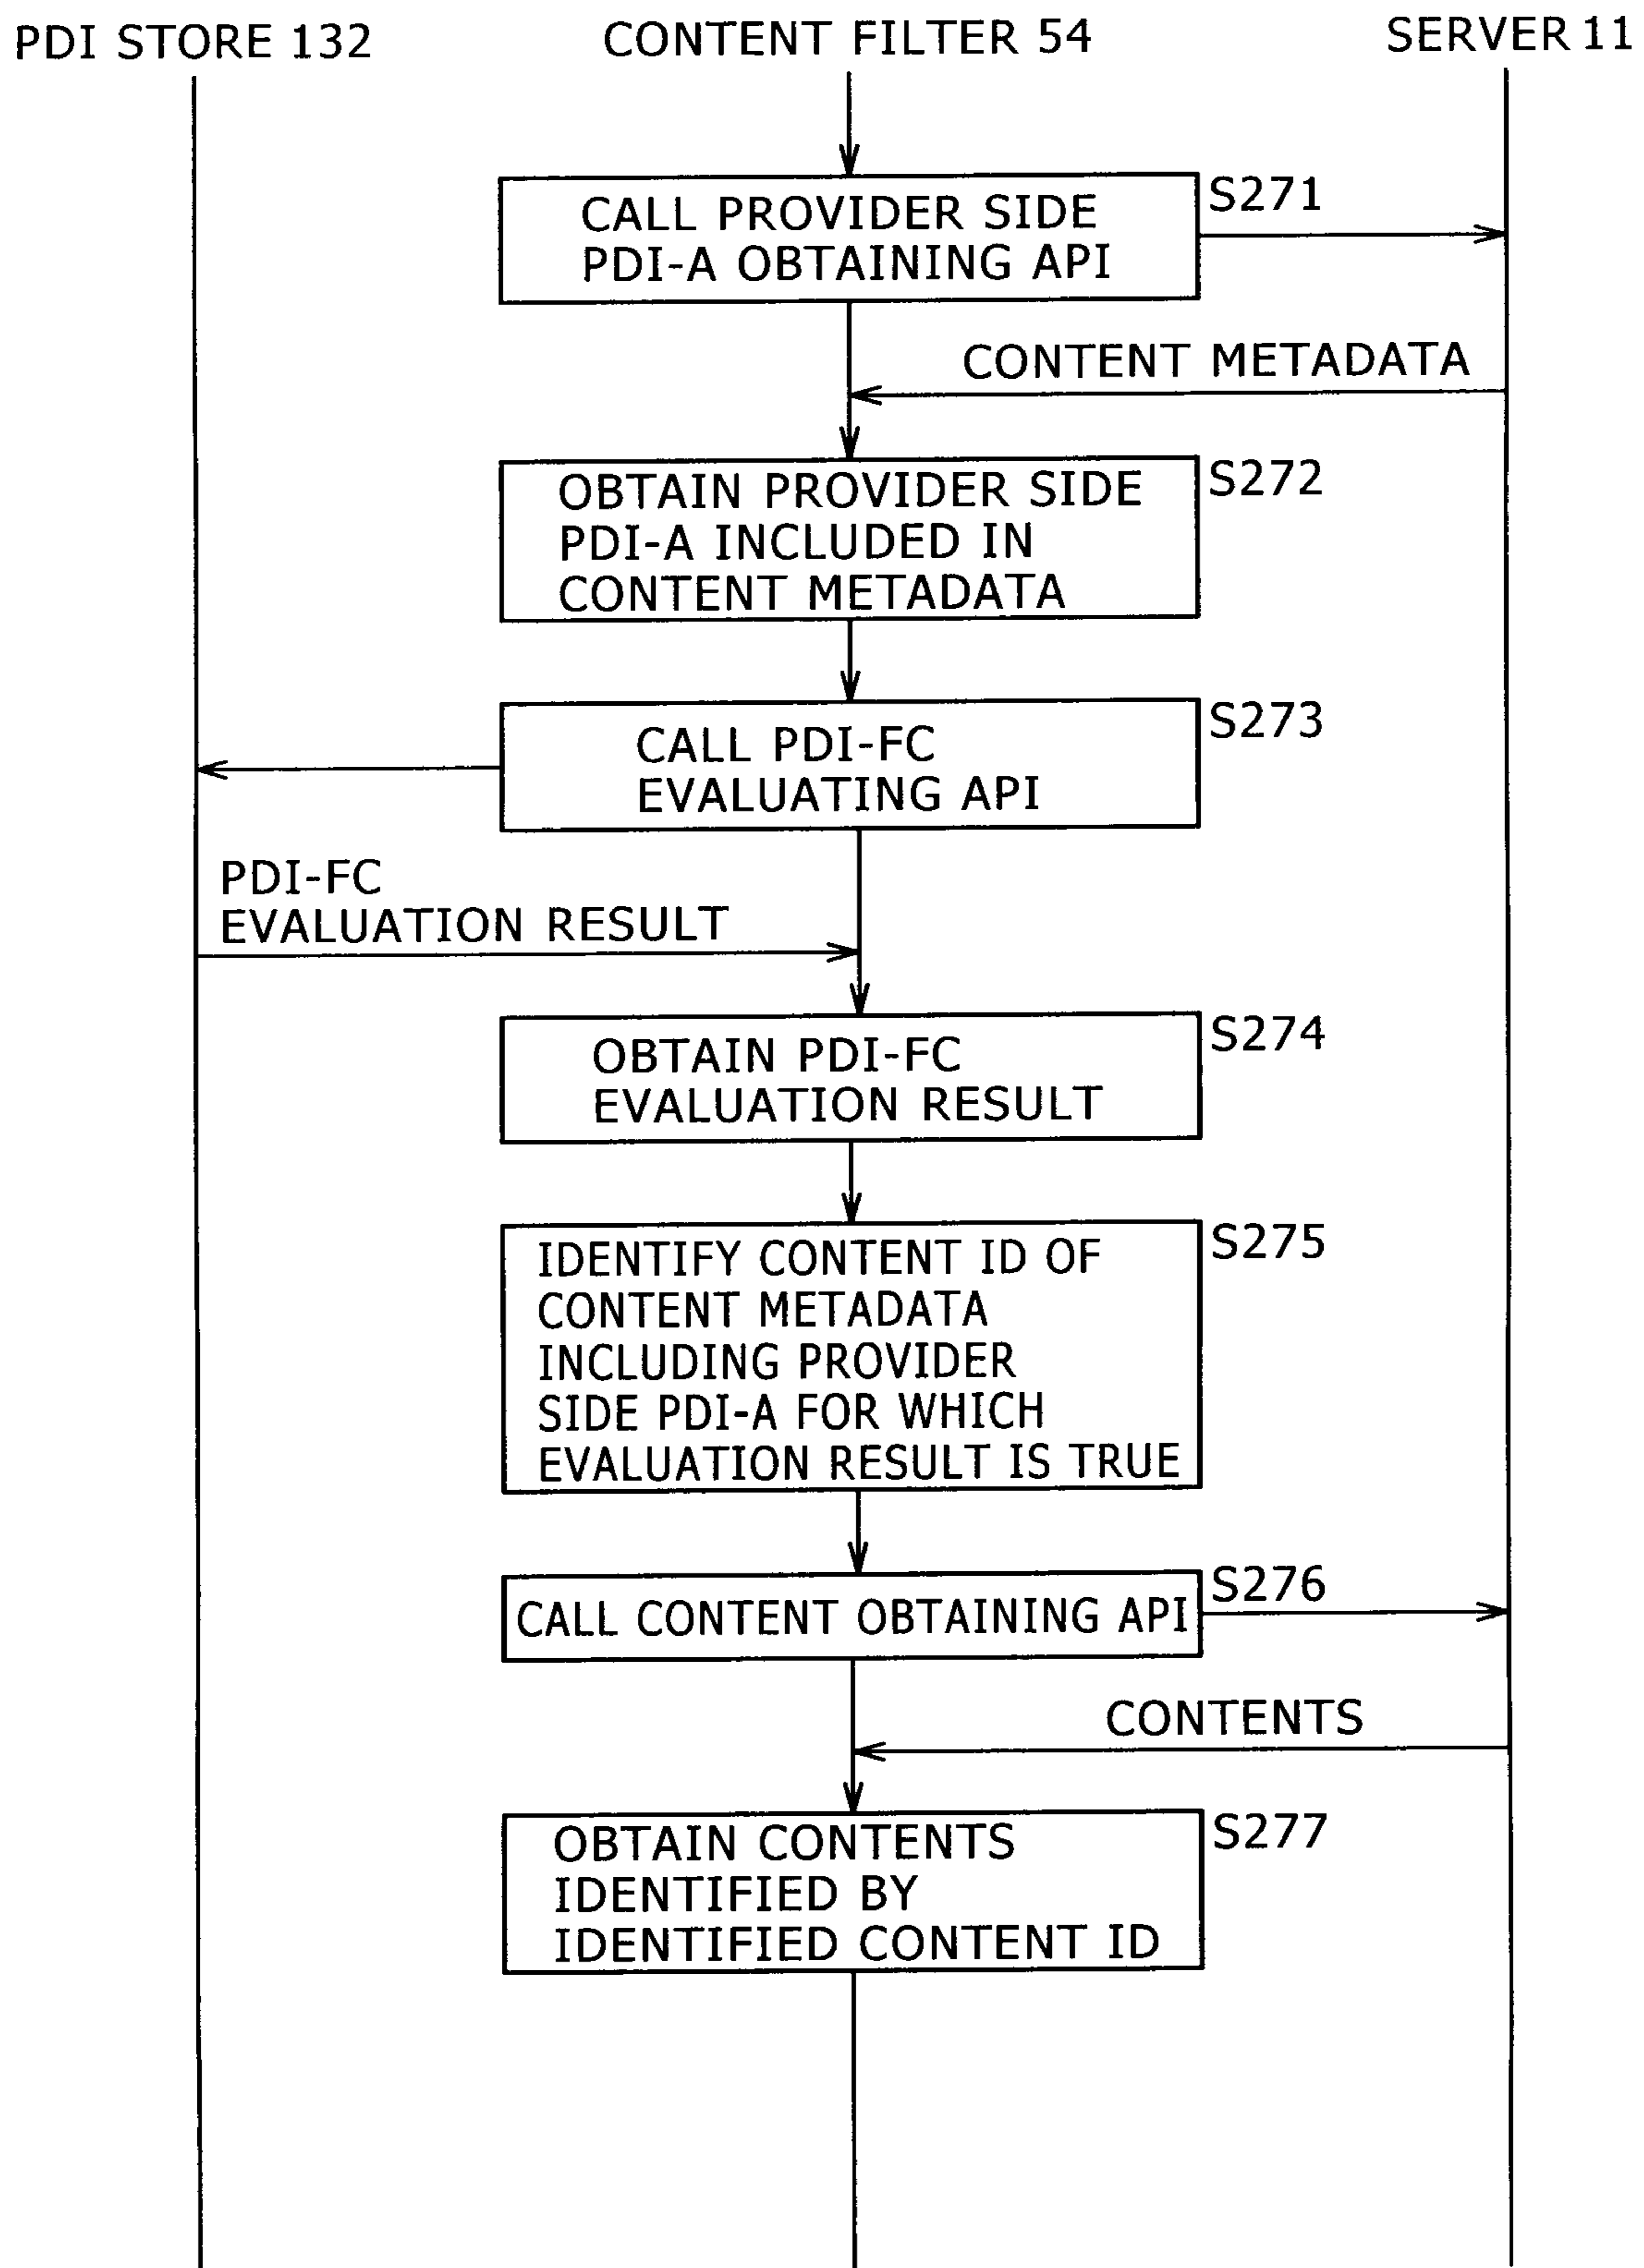 PDI STORE 132
CONTENT FILTER 54
SERVER 11
CALL PROVIDER SIDE
PDI-A OBTAINING API
S271
CONTENT METADATA
OBTAIN PROVIDER SIDE
PDI-A INCLUDED IN
CONTENT METADATA
S272
CALL PDI-FC
EVALUATING API
S273
PDI-FC
EVALUATION RESULT
OBTAIN PDI-FC
EVALUATION RESULT
S274
IDENTIFY CONTENT ID OF
CONTENT METADATA
INCLUDING PROVIDER
SIDE PDI-A FOR WHICH
EVALUATION RESULT IS TRUE
S275
CALL CONTENT OBTAINING API
S276
CONTENTS
OBTAIN CONTENTS
IDENTIFIED BY
IDENTIFIED CONTENT ID
S277